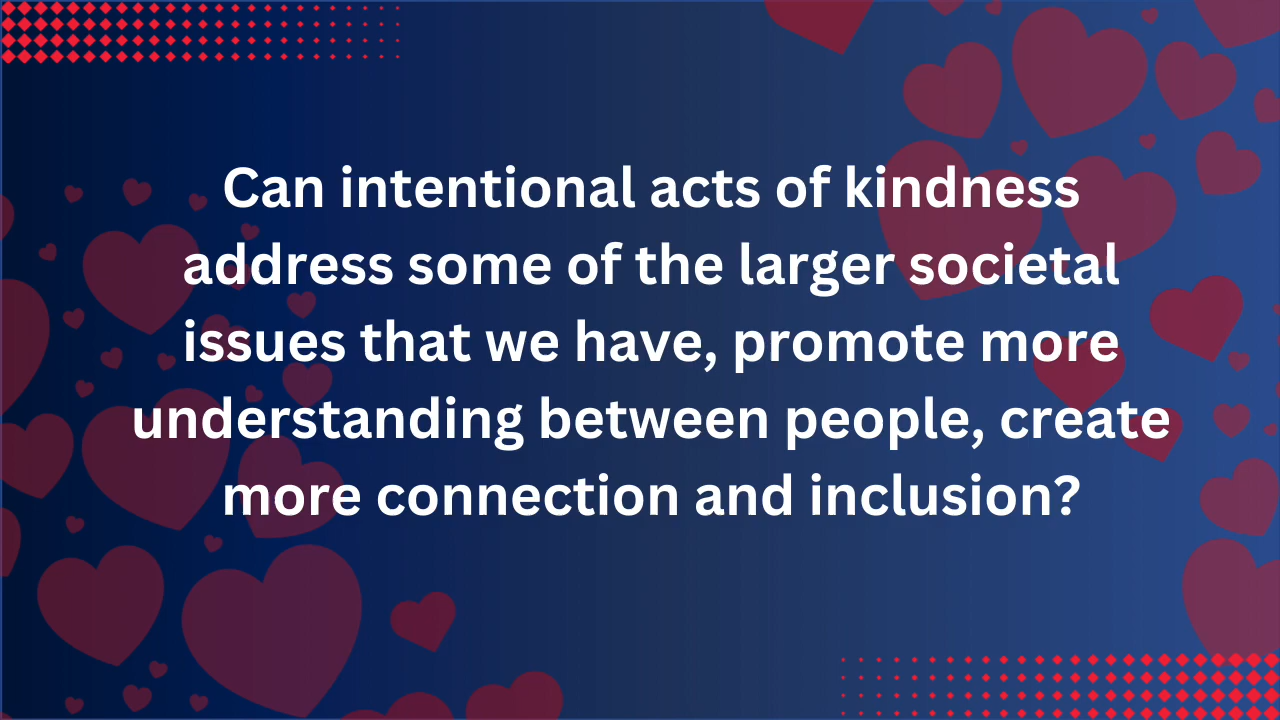 Can intentional acts of kindness
address some of the larger societal
issues that we have, promote more
understanding between people, create
more connection and inclusion?